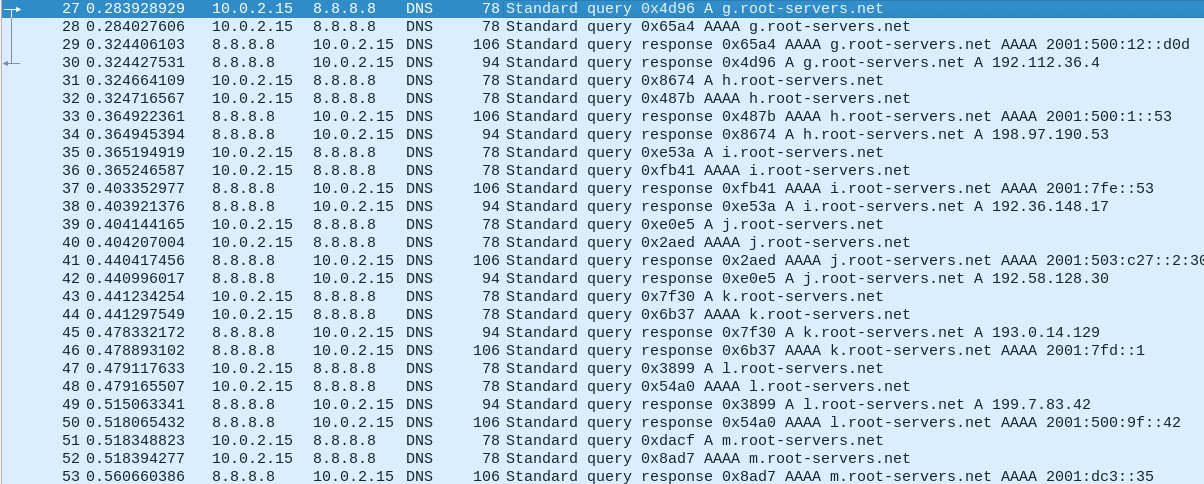 27 0.283928929 10.0.2.15 8.8.8.8 DNS 78 Standard query 0x4d96 A g.root-servers.net
28 0.284027606 10.0.2.15 8.8.8.8 DNS 78 Standard query 0x65a4 AAAA g.root-servers.net
29 0.324406103 8.8.8.8 10.0.2.15 DNS 106 Standard query response 0x65a4 AAAA g.root-servers.net AAAA 2001:500:12::d0d
30 0.324427531 8.8.8.8 10.0.2.15 DNS 94 Standard query response 0x4d96 A g.root-servers.net A 192.112.36.4
31 0.324664109 10.0.2.15 8.8.8.8 DNS 78 Standard query 0x8674 A h.root-servers.net
32 0.324716567 10.0.2.15 8.8.8.8 DNS 78 Standard query 0x487b AAAA h.root-servers.net
33 0.364922361 8.8.8.8 10.0.2.15 DNS 106 Standard query response 0x487b AAAA h.root-servers.net AAAA 2001:500:1::53
34 0.364945394 8.8.8.8 10.0.2.15 DNS 94 Standard query response 0x8674 A h.root-servers.net A 198.97.190.53
35 0.365194919 10.0.2.15 8.8.8.8 DNS 78 Standard query 0xe53a A i.root-servers.net
36 0.365246587 10.0.2.15 8.8.8.8 DNS 78 Standard query 0xfb41 AAAA i.root-servers.net
37 0.403352977 8.8.8.8 10.0.2.15 DNS 106 Standard query response 0xfb41 AAAA i.root-servers.net AAAA 2001:7fe::53
38 0.403921376 8.8.8.8 10.0.2.15 DNS 94 Standard query response 0xe53a A i.root-servers.net A 192.36.148.17
39 0.404144165 10.0.2.15 8.8.8.8 DNS 78 Standard query 0xe0e5 A j.root-servers.net
40 0.404207004 10.0.2.15 8.8.8.8 DNS 78 Standard query 0x2aed AAAA j.root-servers.net
41 0.440417456 8.8.8.8 10.0.2.15 DNS 106 Standard query response 0x2aed AAAA j.root-servers.net AAAA 2001:503:c27::2:30
42 0.440996017 8.8.8.8 10.0.2.15 DNS 94 Standard query response 0xe0e5 A j.root-servers.net A 192.58.128.30
43 0.441234254 10.0.2.15 8.8.8.8 DNS 78 Standard query 0x7f30 A k.root-servers.net
44 0.441297549 10.0.2.15 8.8.8.8 DNS 78 Standard query 0x6b37 AAAA k.root-servers.net
45 0.478332172 8.8.8.8 10.0.2.15 DNS 94 Standard query response 0x7f30 A k.root-servers.net A 193.0.14.129
46 0.478893102 8.8.8.8 10.0.2.15 DNS 106 Standard query response 0x6b37 AAAA k.root-servers.net AAAA 2001:7fd::1
47 0.479117633 10.0.2.15 8.8.8.8 DNS 78 Standard query 0x3899 A l.root-servers.net
48 0.479165507 10.0.2.15 8.8.8.8 DNS 78 Standard query 0x54a0 AAAA l.root-servers.net
49 0.515063341 8.8.8.8 10.0.2.15 DNS 94 Standard query response 0x3899 A l.root-servers.net A 199.7.83.42
50 0.518065432 8.8.8.8 10.0.2.15 DNS 106 Standard query response 0x54a0 AAAA l.root-servers.net AAAA 2001:500:9f::42
51 0.518348823 10.0.2.15 8.8.8.8 DNS 78 Standard query 0xdacf A m.root-servers.net
52 0.518394277 10.0.2.15 8.8.8.8 DNS 78 Standard query 0x8ad7 AAAA m.root-servers.net
53 0.560660386 8.8.8.8 10.0.2.15 DNS 106 Standard query response 0x8ad7 AAAA m.root-servers.net AAAA 2001:dc3::35